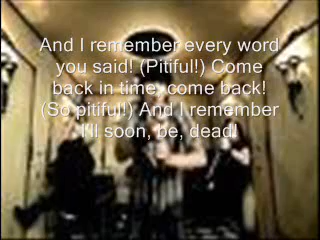 And I remember every word
you said! (Pitiful!) Come
back in time, come back!
(So pitiful!) And I remember
I'll soon, be, dead!